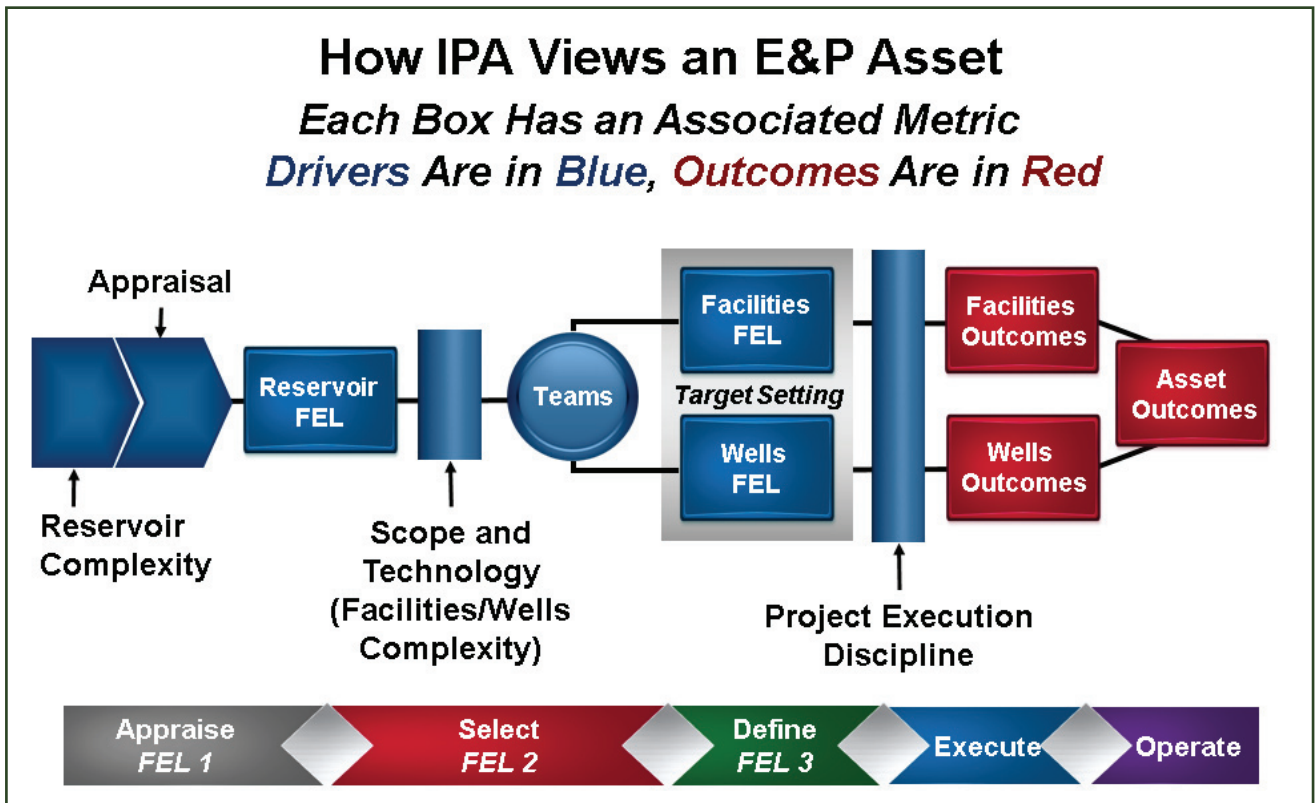 How IPA Views an E&P Asset
Each Box Has an Associated Metric
Drivers Are in Blue, Outcomes Are in Red
Appraisal
Reservoir
Complexity
Reservoir
FEL
Scope and
Technology
(Facilities/Wells
Complexity)
Teams
Facilities
FEL
Target Setting
Wells
FEL
Project Execution
Discipline
Facilities
Outcomes
Wells
Outcomes
Asset
Outcomes
Appraise
FEL 1
Select
FEL 2
Define
FEL 3
Execute
Operate